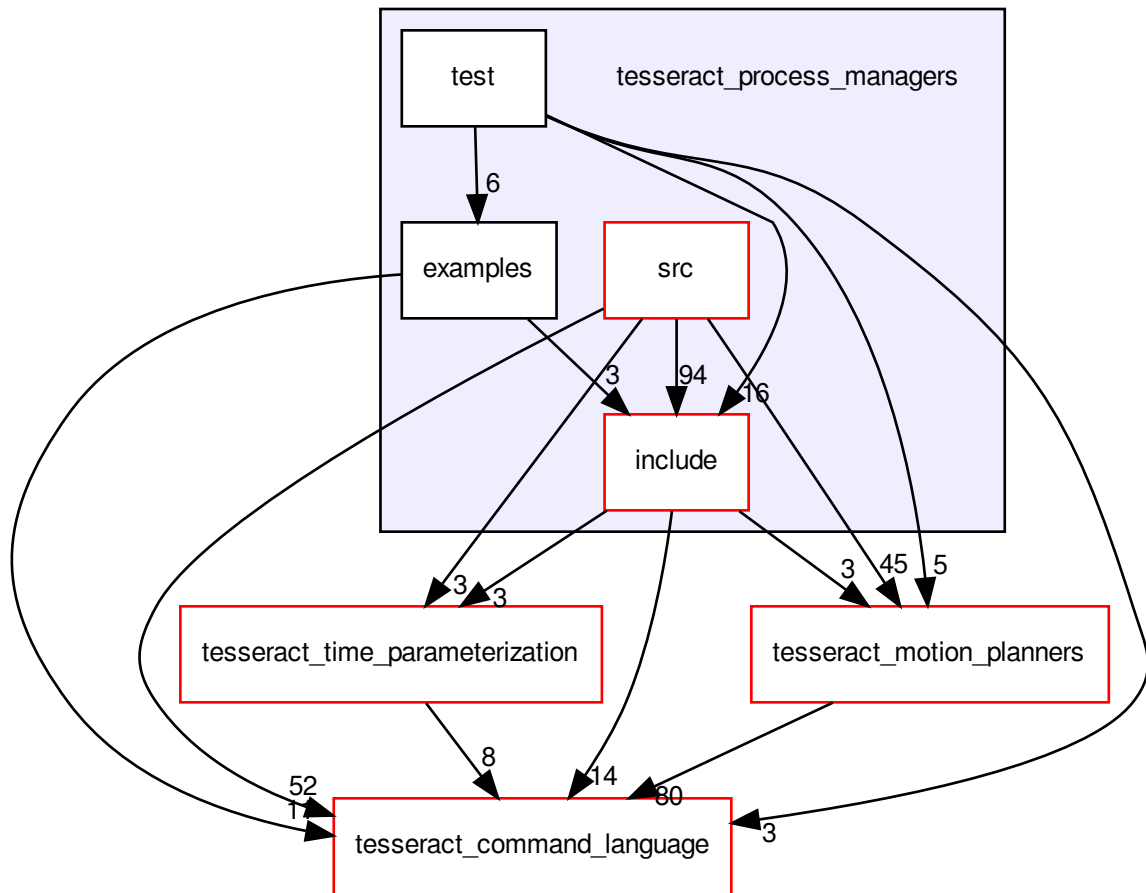 test
tesseract_process_managers
6
examples
src
3
94
16
include
3
3
3
45
5
tesseract_time_parameterization
tesseract_motion_planners
8
14
80
52
3
tesseract_command_language